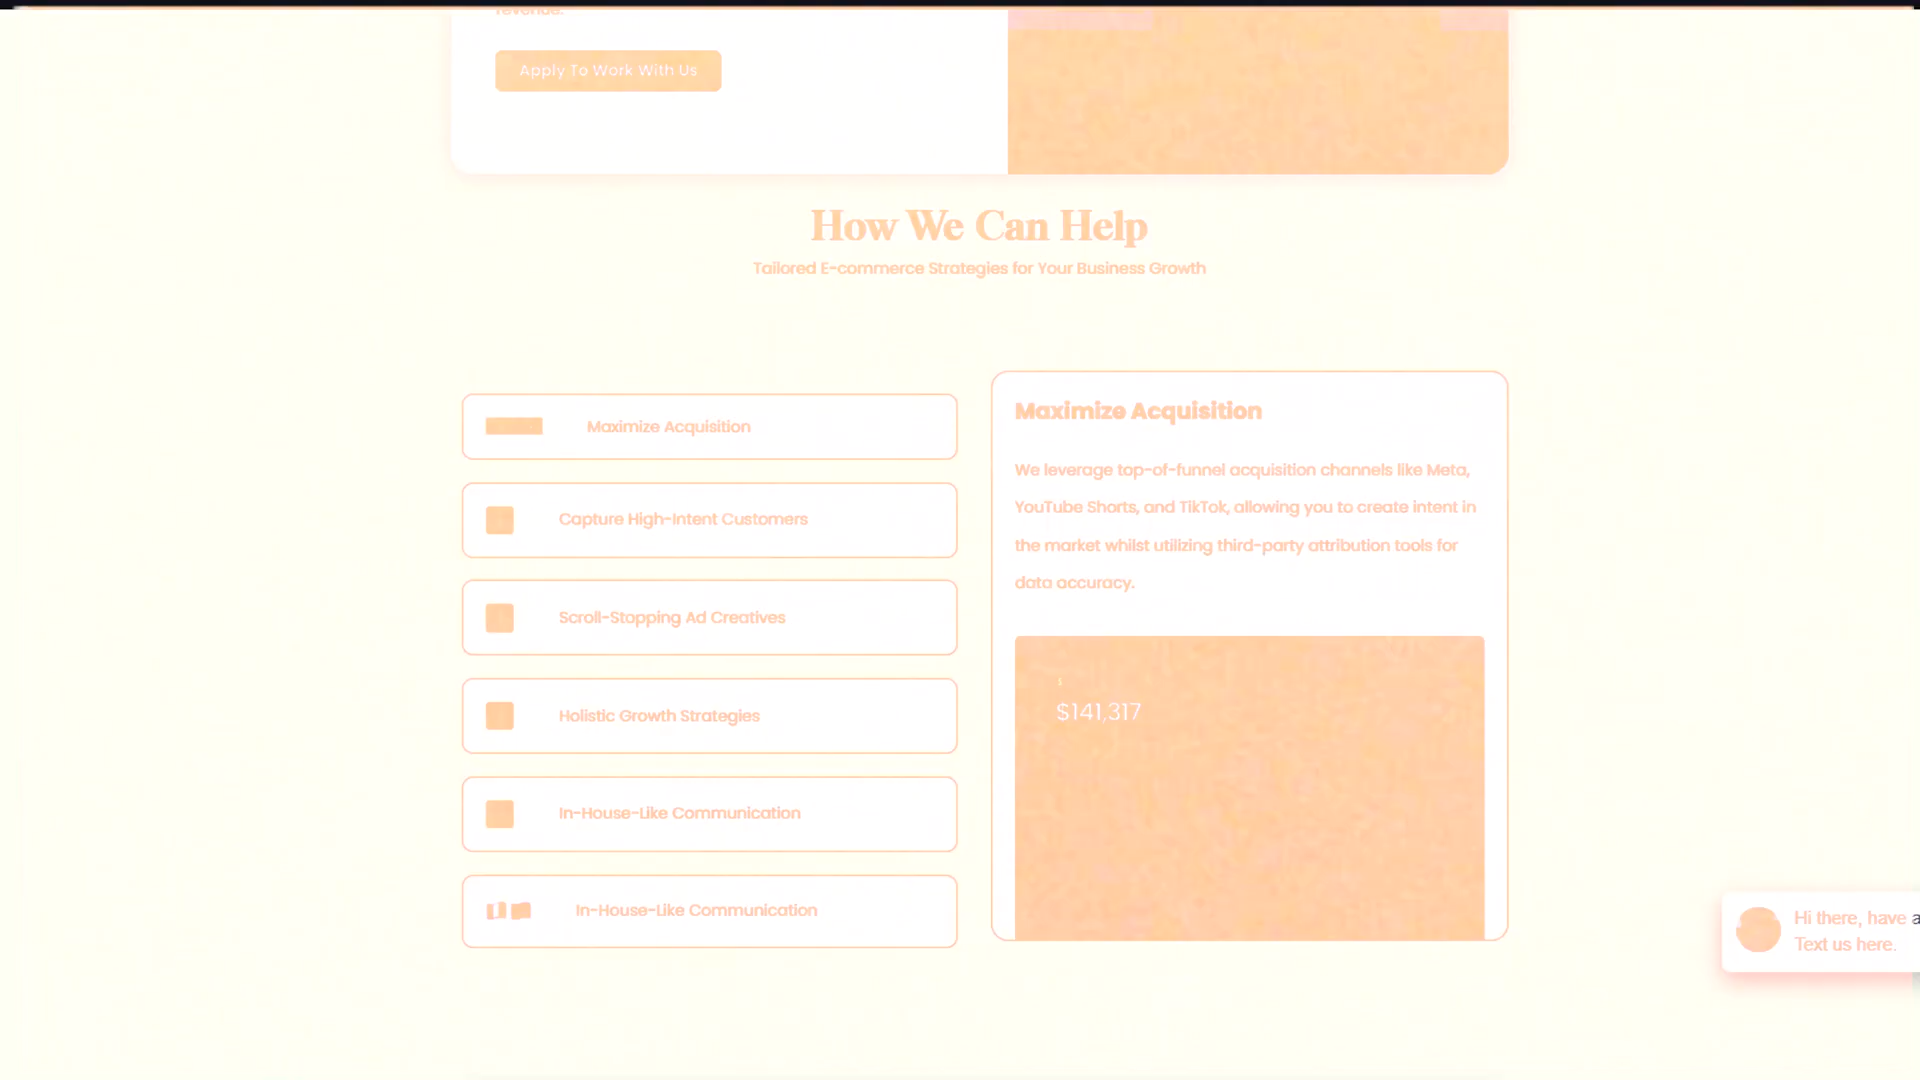 revenue.
Apply To Work With Us
How We Can Help
Tailored E-commerce Strategies for Your Business Growth
Maximize Acquisition
Capture High-Intent Customers
Scroll-Stopping Ad Creatives
Holistic Growth Strategies
In-House-Like Communication
In-House-Like Communication
Maximize Acquisition
We leverage top-of-funnel acquisition channels like Meta,
YouTube Shorts, and TikTok, allowing you to create intent in
the market whilst utilizing third-party attribution tools for
data accuracy.
$
$141,317
Hi there, have a
Text us here.